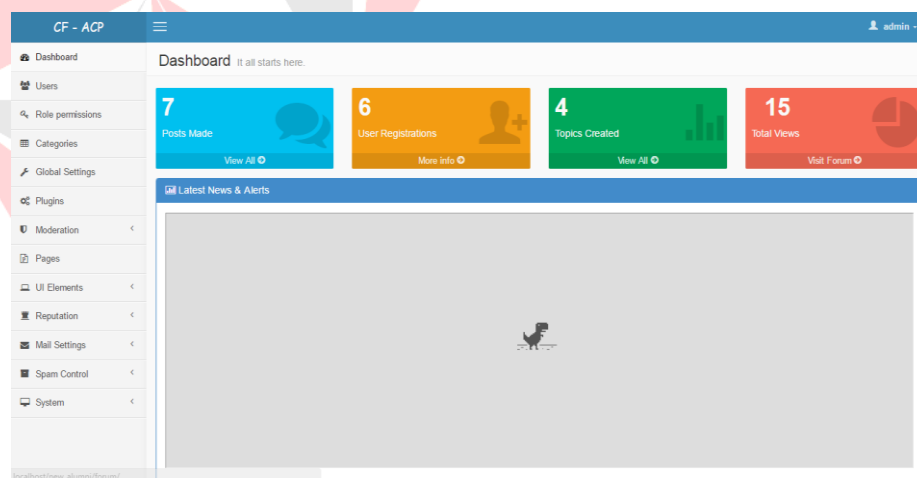 CF - ACP
admin
Dashboard
Users
Role permissions
Categories
Global Settings
Plugins
Moderation
Pages
UI Elements
Reputation
Mail Settings
Spam Control
System
Dashboard It all starts here.
7
Posts Made
View All
6
User Registrations
More info
4
Topics Created
View All
15
Total Views
Visit Forum
Latest News & Alerts